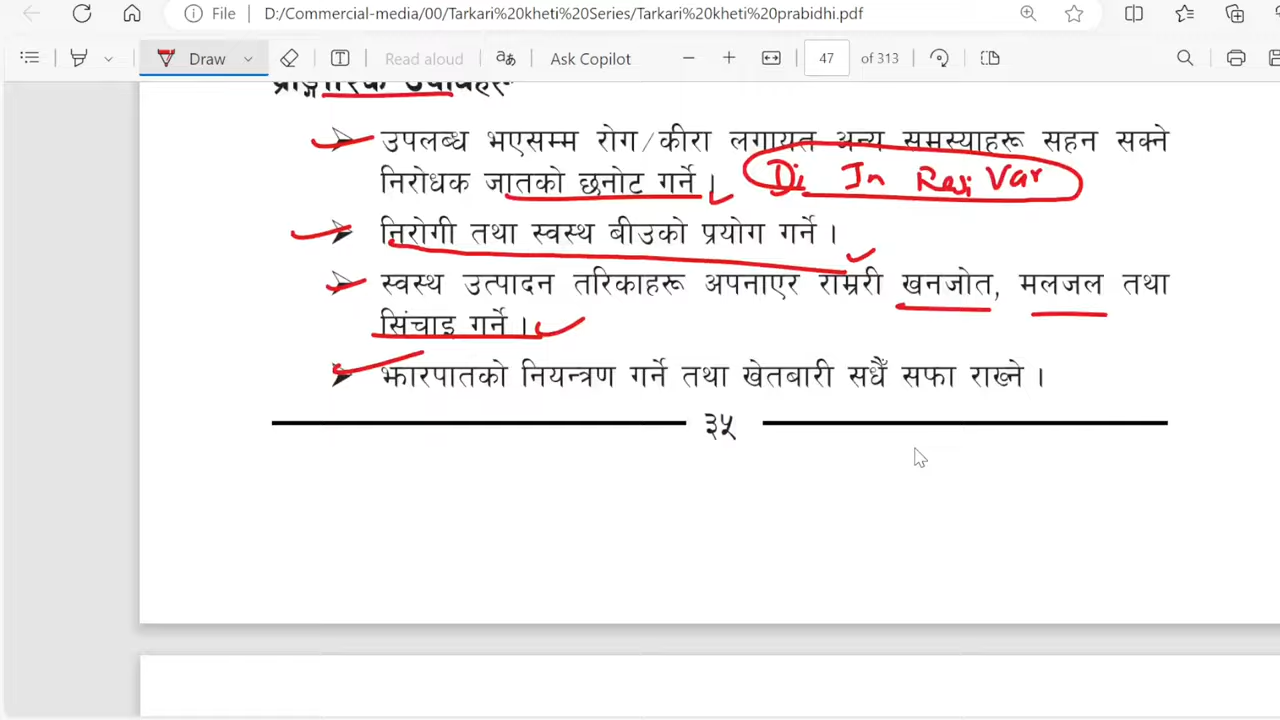 File D:/Commercial-media/00/Tarkari%20kheti%20Series/Tarkari%20kheti%20prabidhi.pdf
Draw Read aloud Ask Copilot 47 of 313
प्राङ्गारिक उपायहरू
उपलब्ध भएसम्म रोग/कीरा लगायत अन्य समस्याहरू सहन सक्ने
निरोधक जातको छनोट गर्ने । Di In Resi Var
निरोगी तथा स्वस्थ बीउको प्रयोग गर्ने ।
स्वस्थ उत्पादन तरिकाहरू अपनाएर राम्ररी खनजोत, मलजल तथा
सिंचाइ गर्ने ।
झारपातको नियन्त्रण गर्ने तथा खेतबारी सधैँ सफा राख्ने ।
३५